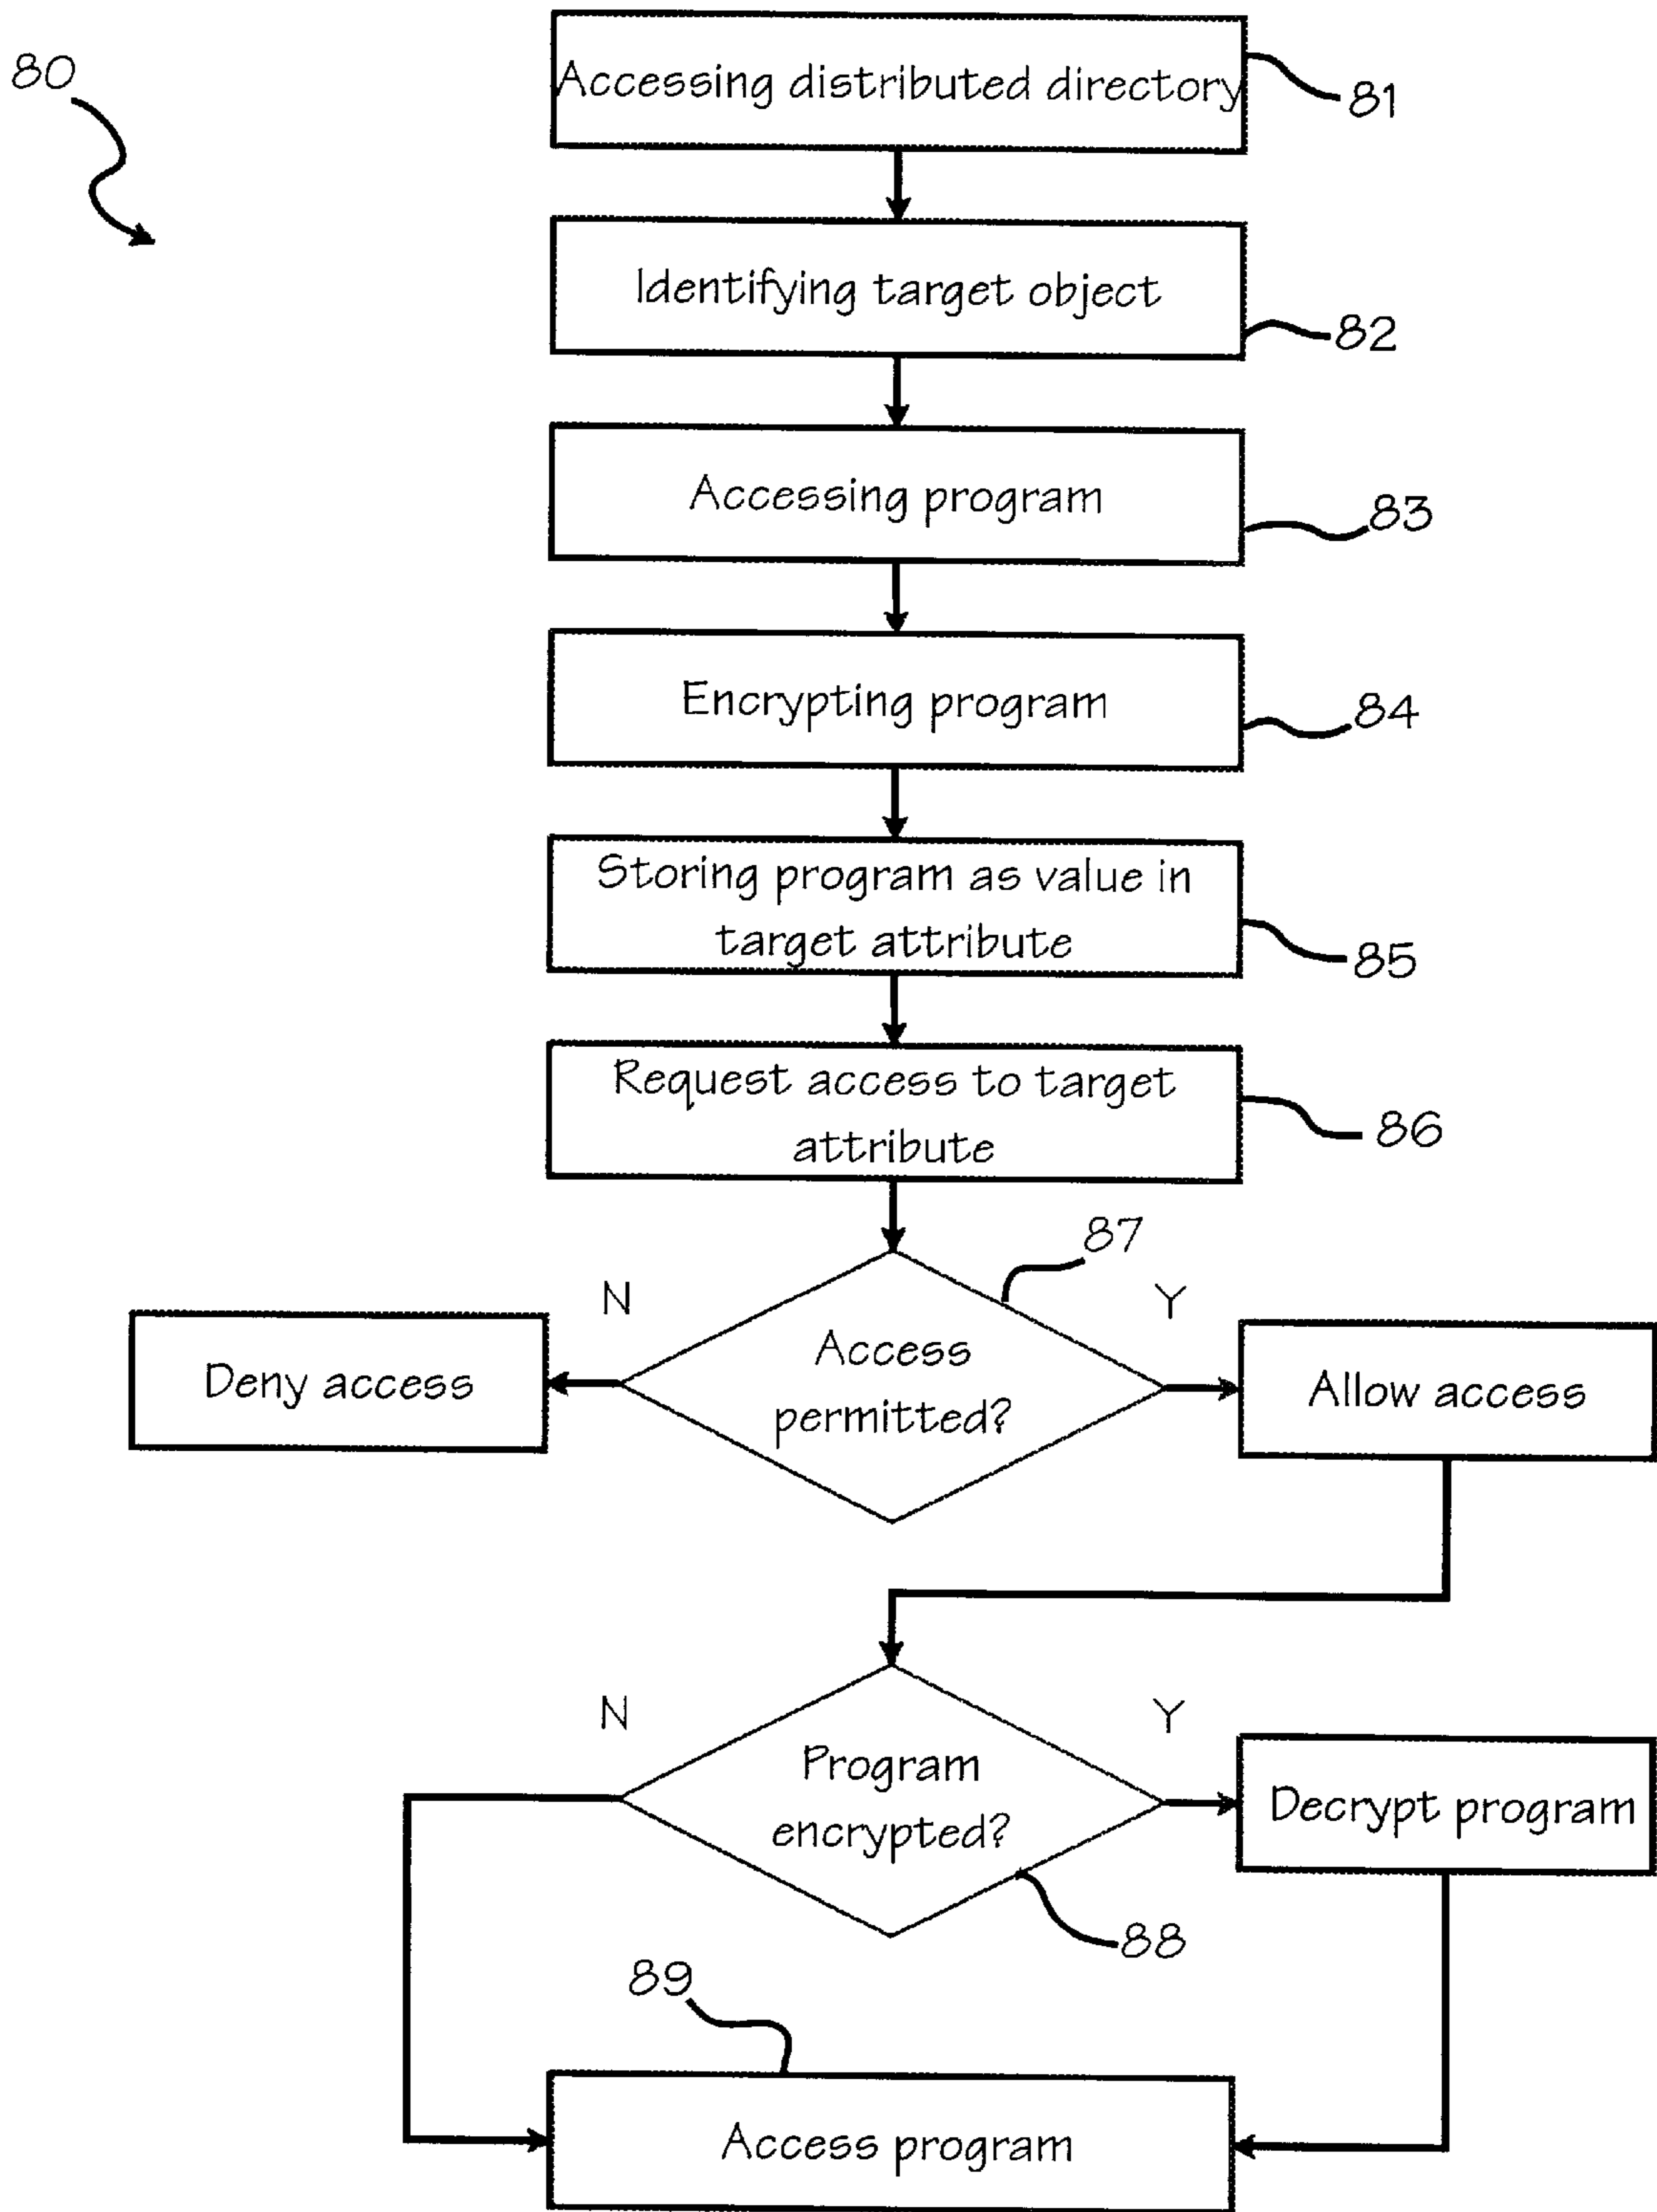 80
Accessing distributed directory
81
Identifying target object
82
Accessing program
83
Encrypting program
84
Storing program as value in
target attribute
85
Request access to target
attribute
86
87
N
Y
Deny access
Access
permitted?
Allow access
N
Y
Program
encrypted?
Decrypt program
88
89
Access program